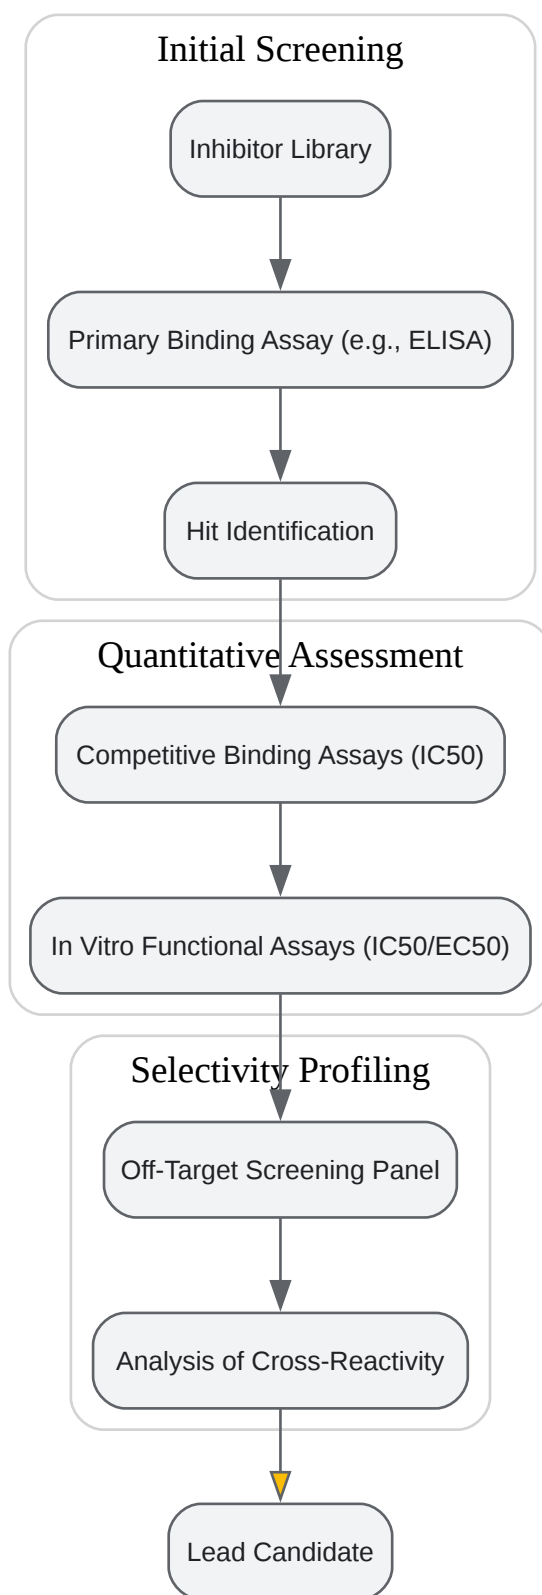 Initial Screening
Inhibitor Library
Primary Binding Assay (e.g., ELISA)
Hit Identification
Quantitative Assessment
Competitive Binding Assays (IC50)
In Vitro Functional Assays (IC50/EC50)
Selectivity Profiling
Off-Target Screening Panel
Analysis of Cross-Reactivity
Lead Candidate